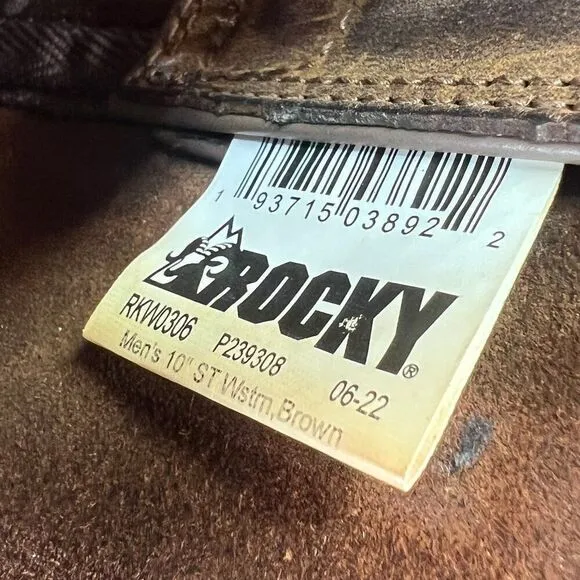 1 93715 03892 2
ROCKY®
RKW0306 P239308 06-22
Men's 10" ST Wstrn, Brown